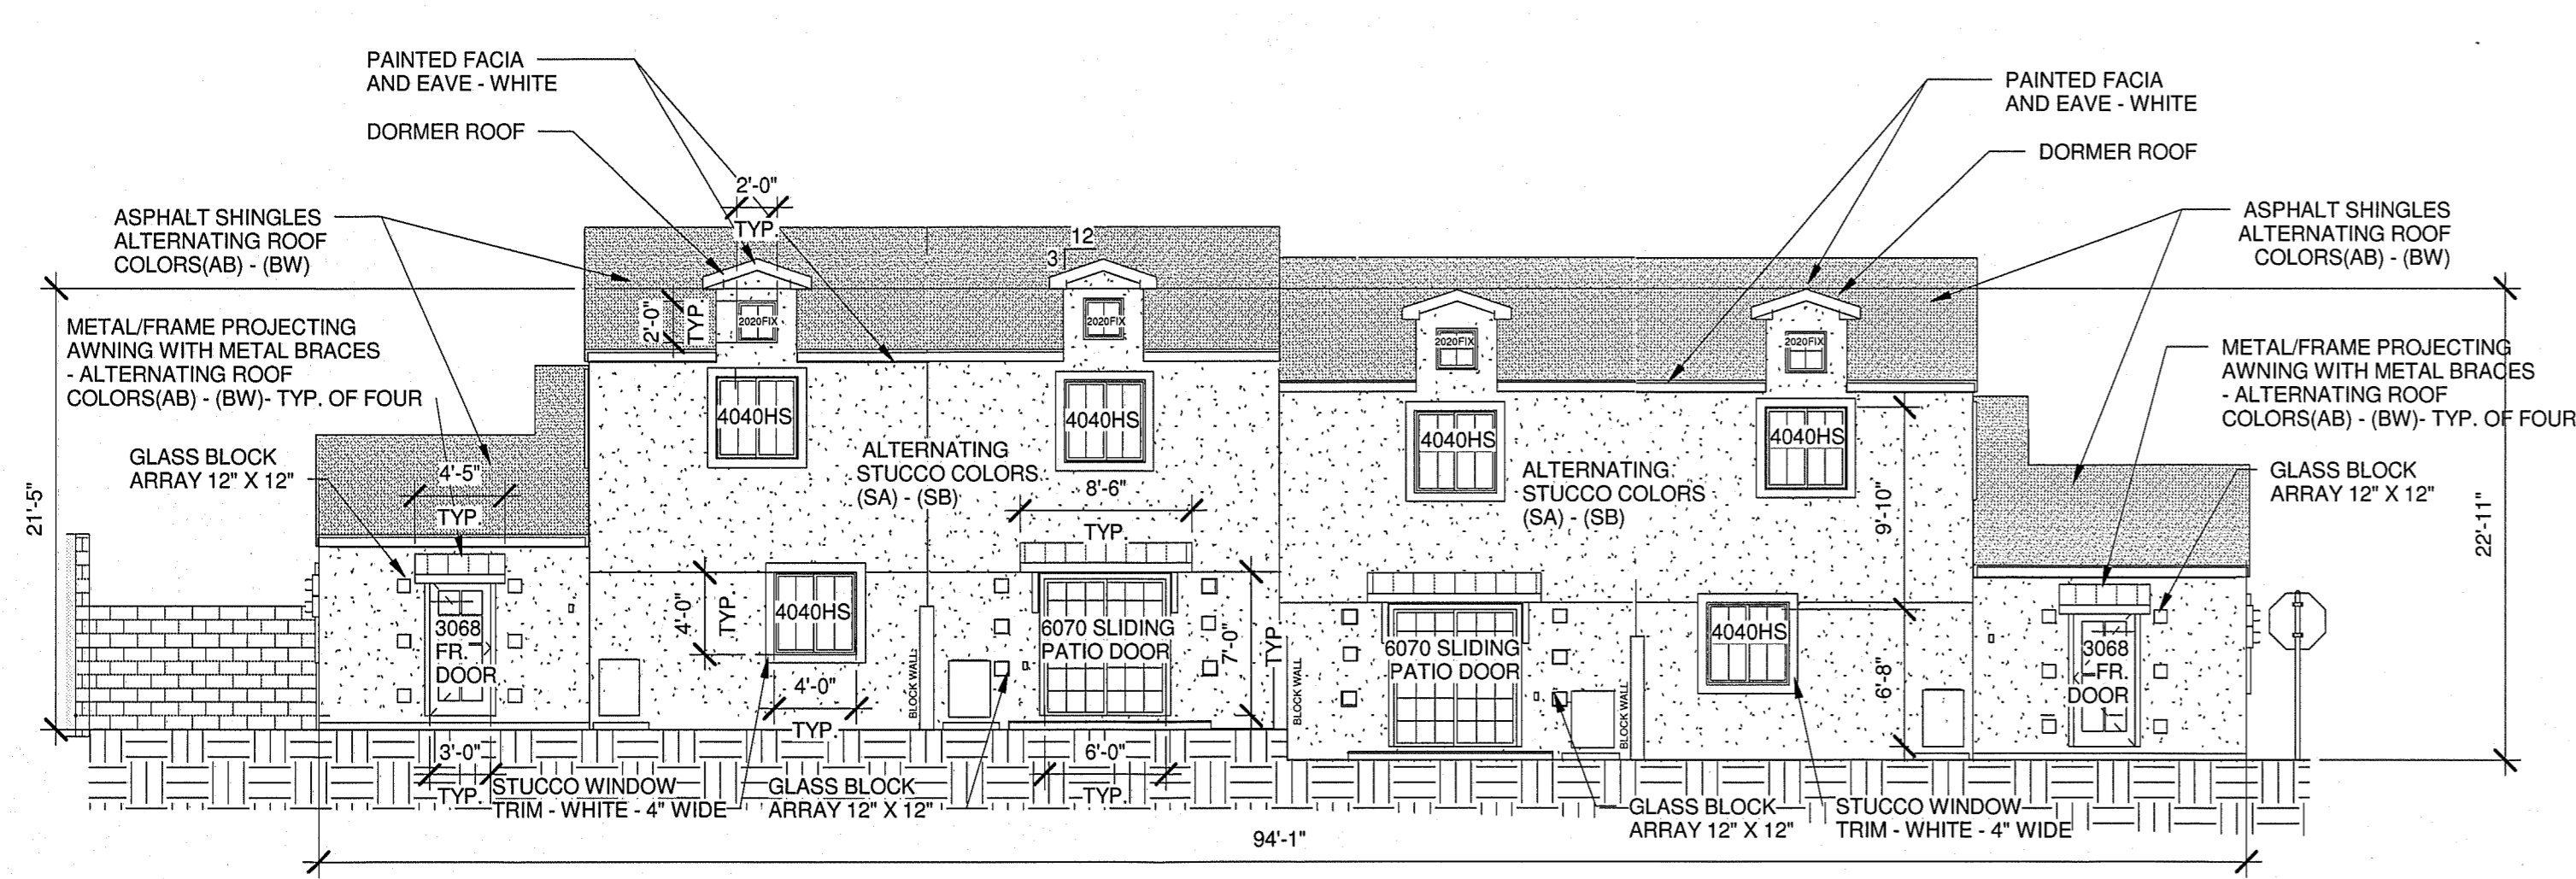 PAINTED FACIA
AND EAVE - WHITE
DORMER ROOF
ASPHALT SHINGLES
ALTERNATING ROOF
COLORS(AB) - (BW)
METAL/FRAME PROJECTING
AWNING WITH METAL BRACES
- ALTERNATING ROOF
COLORS(AB) - (BW)- TYP. OF FOUR
GLASS BLOCK
ARRAY 12" X 12"
21'-5"
4'-5"
TYP.
2'-0"
TYP.
2'-0"
TYP.
12
3
2020FIX
2020FIX
2020FIX
2020FIX
4040HS
4040HS
4040HS
4040HS
ALTERNATING
STUCCO COLORS
(SA) - (SB)
8'-6"
TYP.
ALTERNATING
STUCCO COLORS
(SA) - (SB)
9'-10"
PAINTED FACIA
AND EAVE - WHITE
DORMER ROOF
ASPHALT SHINGLES
ALTERNATING ROOF
COLORS(AB) - (BW)
METAL/FRAME PROJECTING
AWNING WITH METAL BRACES
- ALTERNATING ROOF
COLORS(AB) - (BW)- TYP. OF FOUR
GLASS BLOCK
ARRAY 12" X 12"
22'-11"
3068
FR.
DOOR
4'-0"
TYP.
4040HS
4'-0"
TYP.
BLOCK WALL
6070 SLIDING
PATIO DOOR
7'-0"
TYP
BLOCK WALL
6070 SLIDING
PATIO DOOR
BLOCK WALL
4040HS
6'-8"
3068
FR.
DOOR
3'-0"
TYP.
STUCCO WINDOW
TRIM - WHITE - 4" WIDE
GLASS BLOCK
ARRAY 12" X 12"
6'-0"
TYP.
GLASS BLOCK
ARRAY 12" X 12"
STUCCO WINDOW
TRIM - WHITE - 4" WIDE
94'-1"